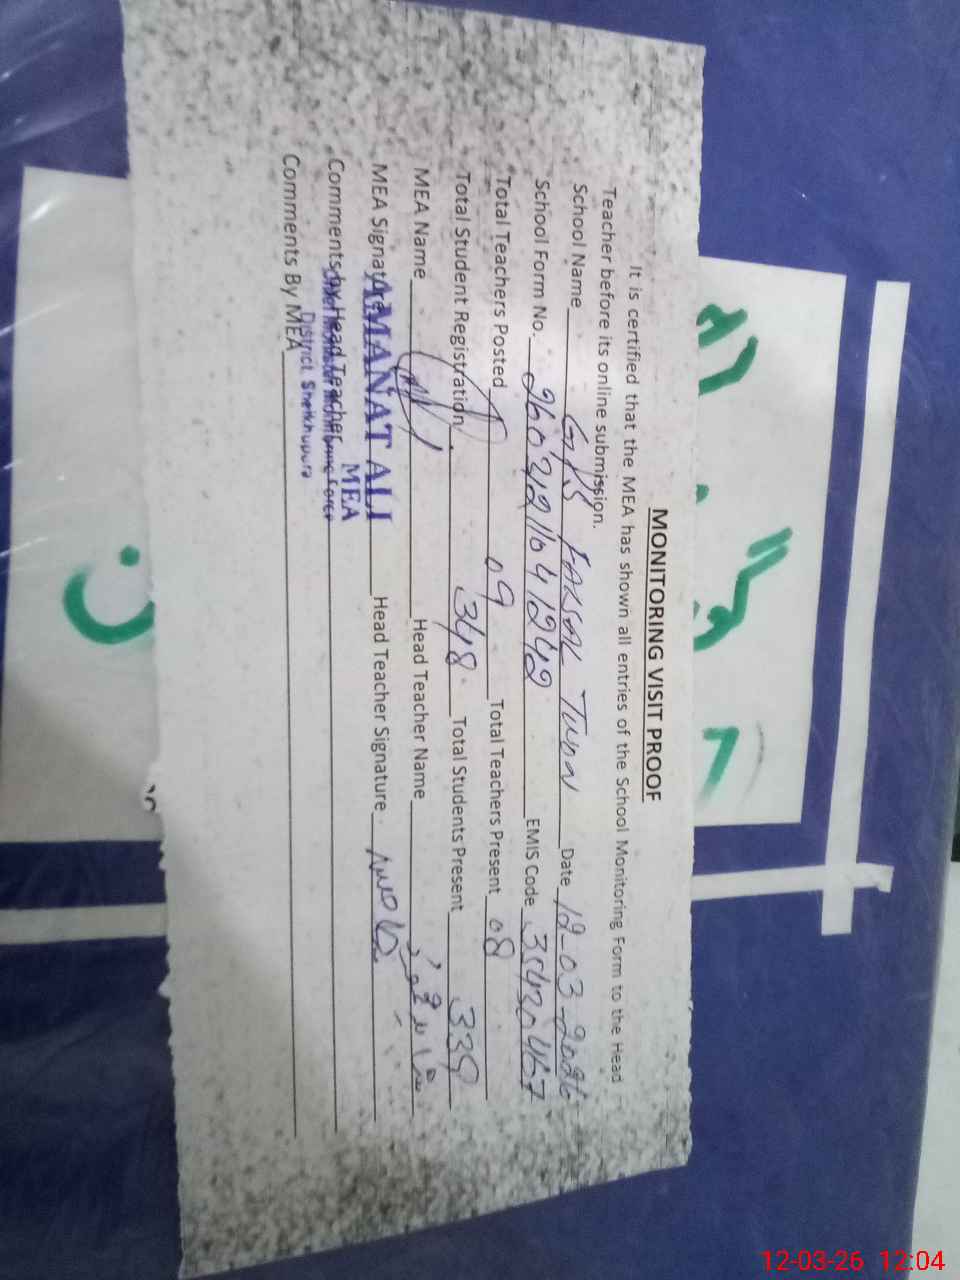 MONITORING VISIT PROOF
It is certified that the MEA has shown all entries of the School Monitoring Form to the Head
Teacher before its online submission.
School Name GPS Faisal Town Date 12-03-2026
School Form No. EMIS Code 35420467
Total Teachers Posted 09 Total Teachers Present 08
Total Student Registration 348 Total Students Present 339
MEA Name Head Teacher Name
MEA Signature AMANAT ALI Head Teacher Signature
MEA
Comments by Head Teacher
District Sheikhupura
Comments By MEA
12-03-26 12:04